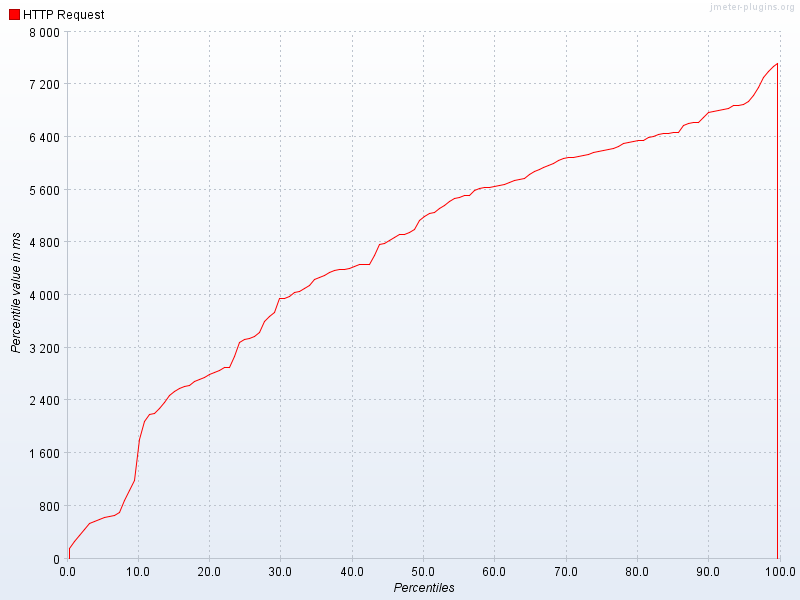 jmeter-plugins.org
HTTP Request
8 000
7 200
6 400
5 600
4 800
4 000
3 200
2 400
1 600
800
0
Percentile value in ms
0.0 10.0 20.0 30.0 40.0 50.0 60.0 70.0 80.0 90.0 100.0
Percentiles